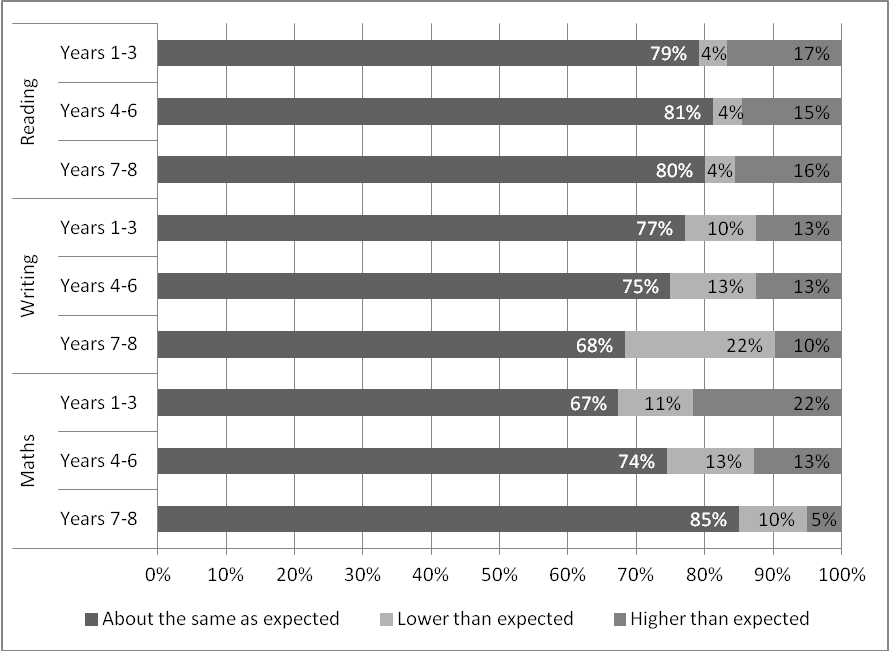 Reading
Years 1-3 79% 4% 17%
Years 4-6 81% 4% 15%
Years 7-8 80% 4% 16%
Writing
Years 1-3 77% 10% 13%
Years 4-6 75% 13% 13%
Years 7-8 68% 22% 10%
Maths
Years 1-3 67% 11% 22%
Years 4-6 74% 13% 13%
Years 7-8 85% 10% 5%
0% 10% 20% 30% 40% 50% 60% 70% 80% 90% 100%
About the same as expected Lower than expected Higher than expected